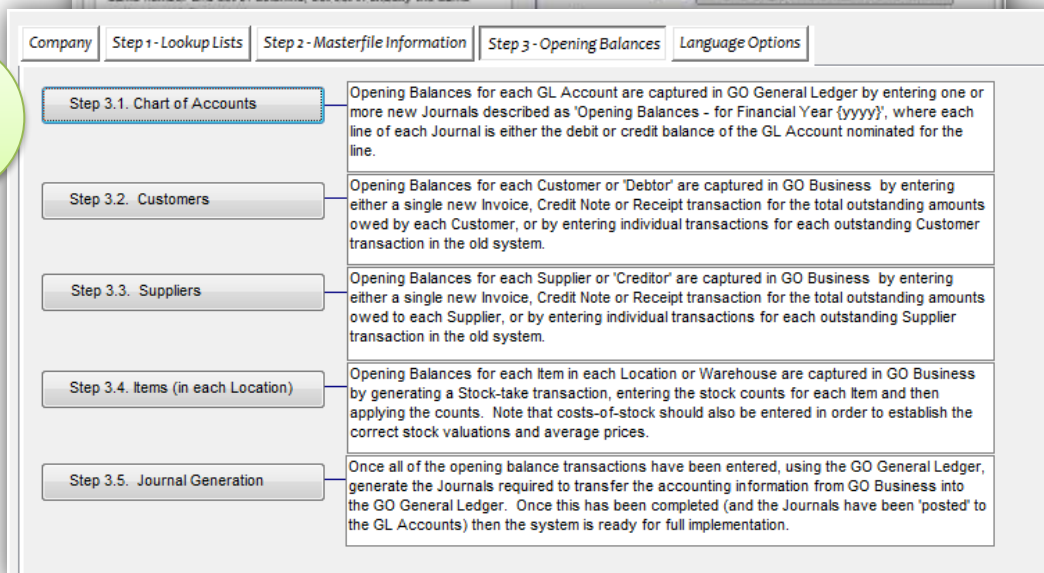 Company Step 1 - Lookup Lists Step 2 - Masterfile Information Step 3 - Opening Balances Language Options
Step 3.1. Chart of Accounts
Opening Balances for each GL Account are captured in GO General Ledger by entering one or
more new Journals described as 'Opening Balances - for Financial Year {yyyy}', where each
line of each Journal is either the debit or credit balance of the GL Account nominated for the
line.
Step 3.2. Customers
Opening Balances for each Customer or 'Debtor' are captured in GO Business by entering
either a single new Invoice, Credit Note or Receipt transaction for the total outstanding amounts
owed by each Customer, or by entering individual transactions for each outstanding Customer
transaction in the old system.
Step 3.3. Suppliers
Opening Balances for each Supplier or 'Creditor' are captured in GO Business by entering
either a single new Invoice, Credit Note or Receipt transaction for the total outstanding amounts
owed to each Supplier, or by entering individual transactions for each outstanding Supplier
transaction in the old system.
Step 3.4. Items (in each Location)
Opening Balances for each Item in each Location or Warehouse are captured in GO Business
by generating a Stock-take transaction, entering the stock counts for each Item and then
applying the counts. Note that costs-of-stock should also be entered in order to establish the
correct stock valuations and average prices.
Step 3.5. Journal Generation
Once all of the opening balance transactions have been entered, using the GO General Ledger,
generate the Journals required to transfer the accounting information from GO Business into
the GO General Ledger. Once this has been completed (and the Journals have been 'posted' to
the GL Accounts) then the system is ready for full implementation.